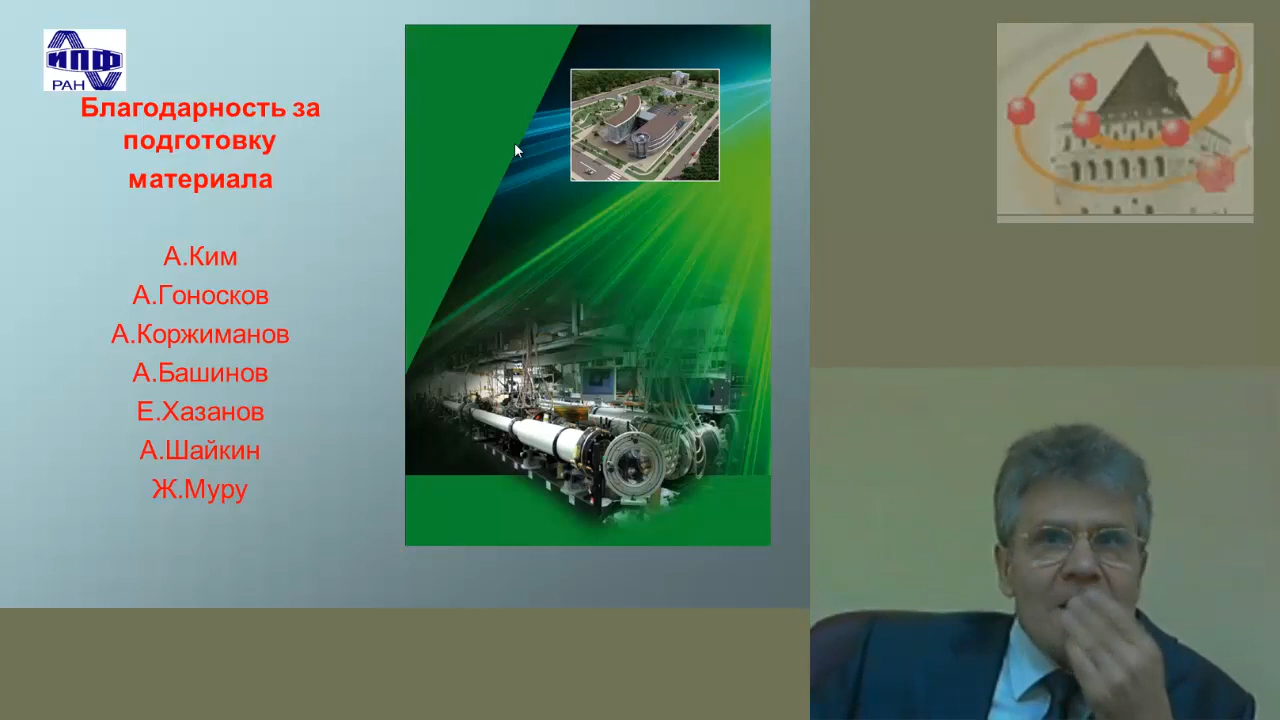 ИПФ
РАН
Благодарность за
подготовку
материала
А.Ким
А.Гоносков
А.Коржиманов
А.Башинов
Е.Хазанов
А.Шайкин
Ж.Муру